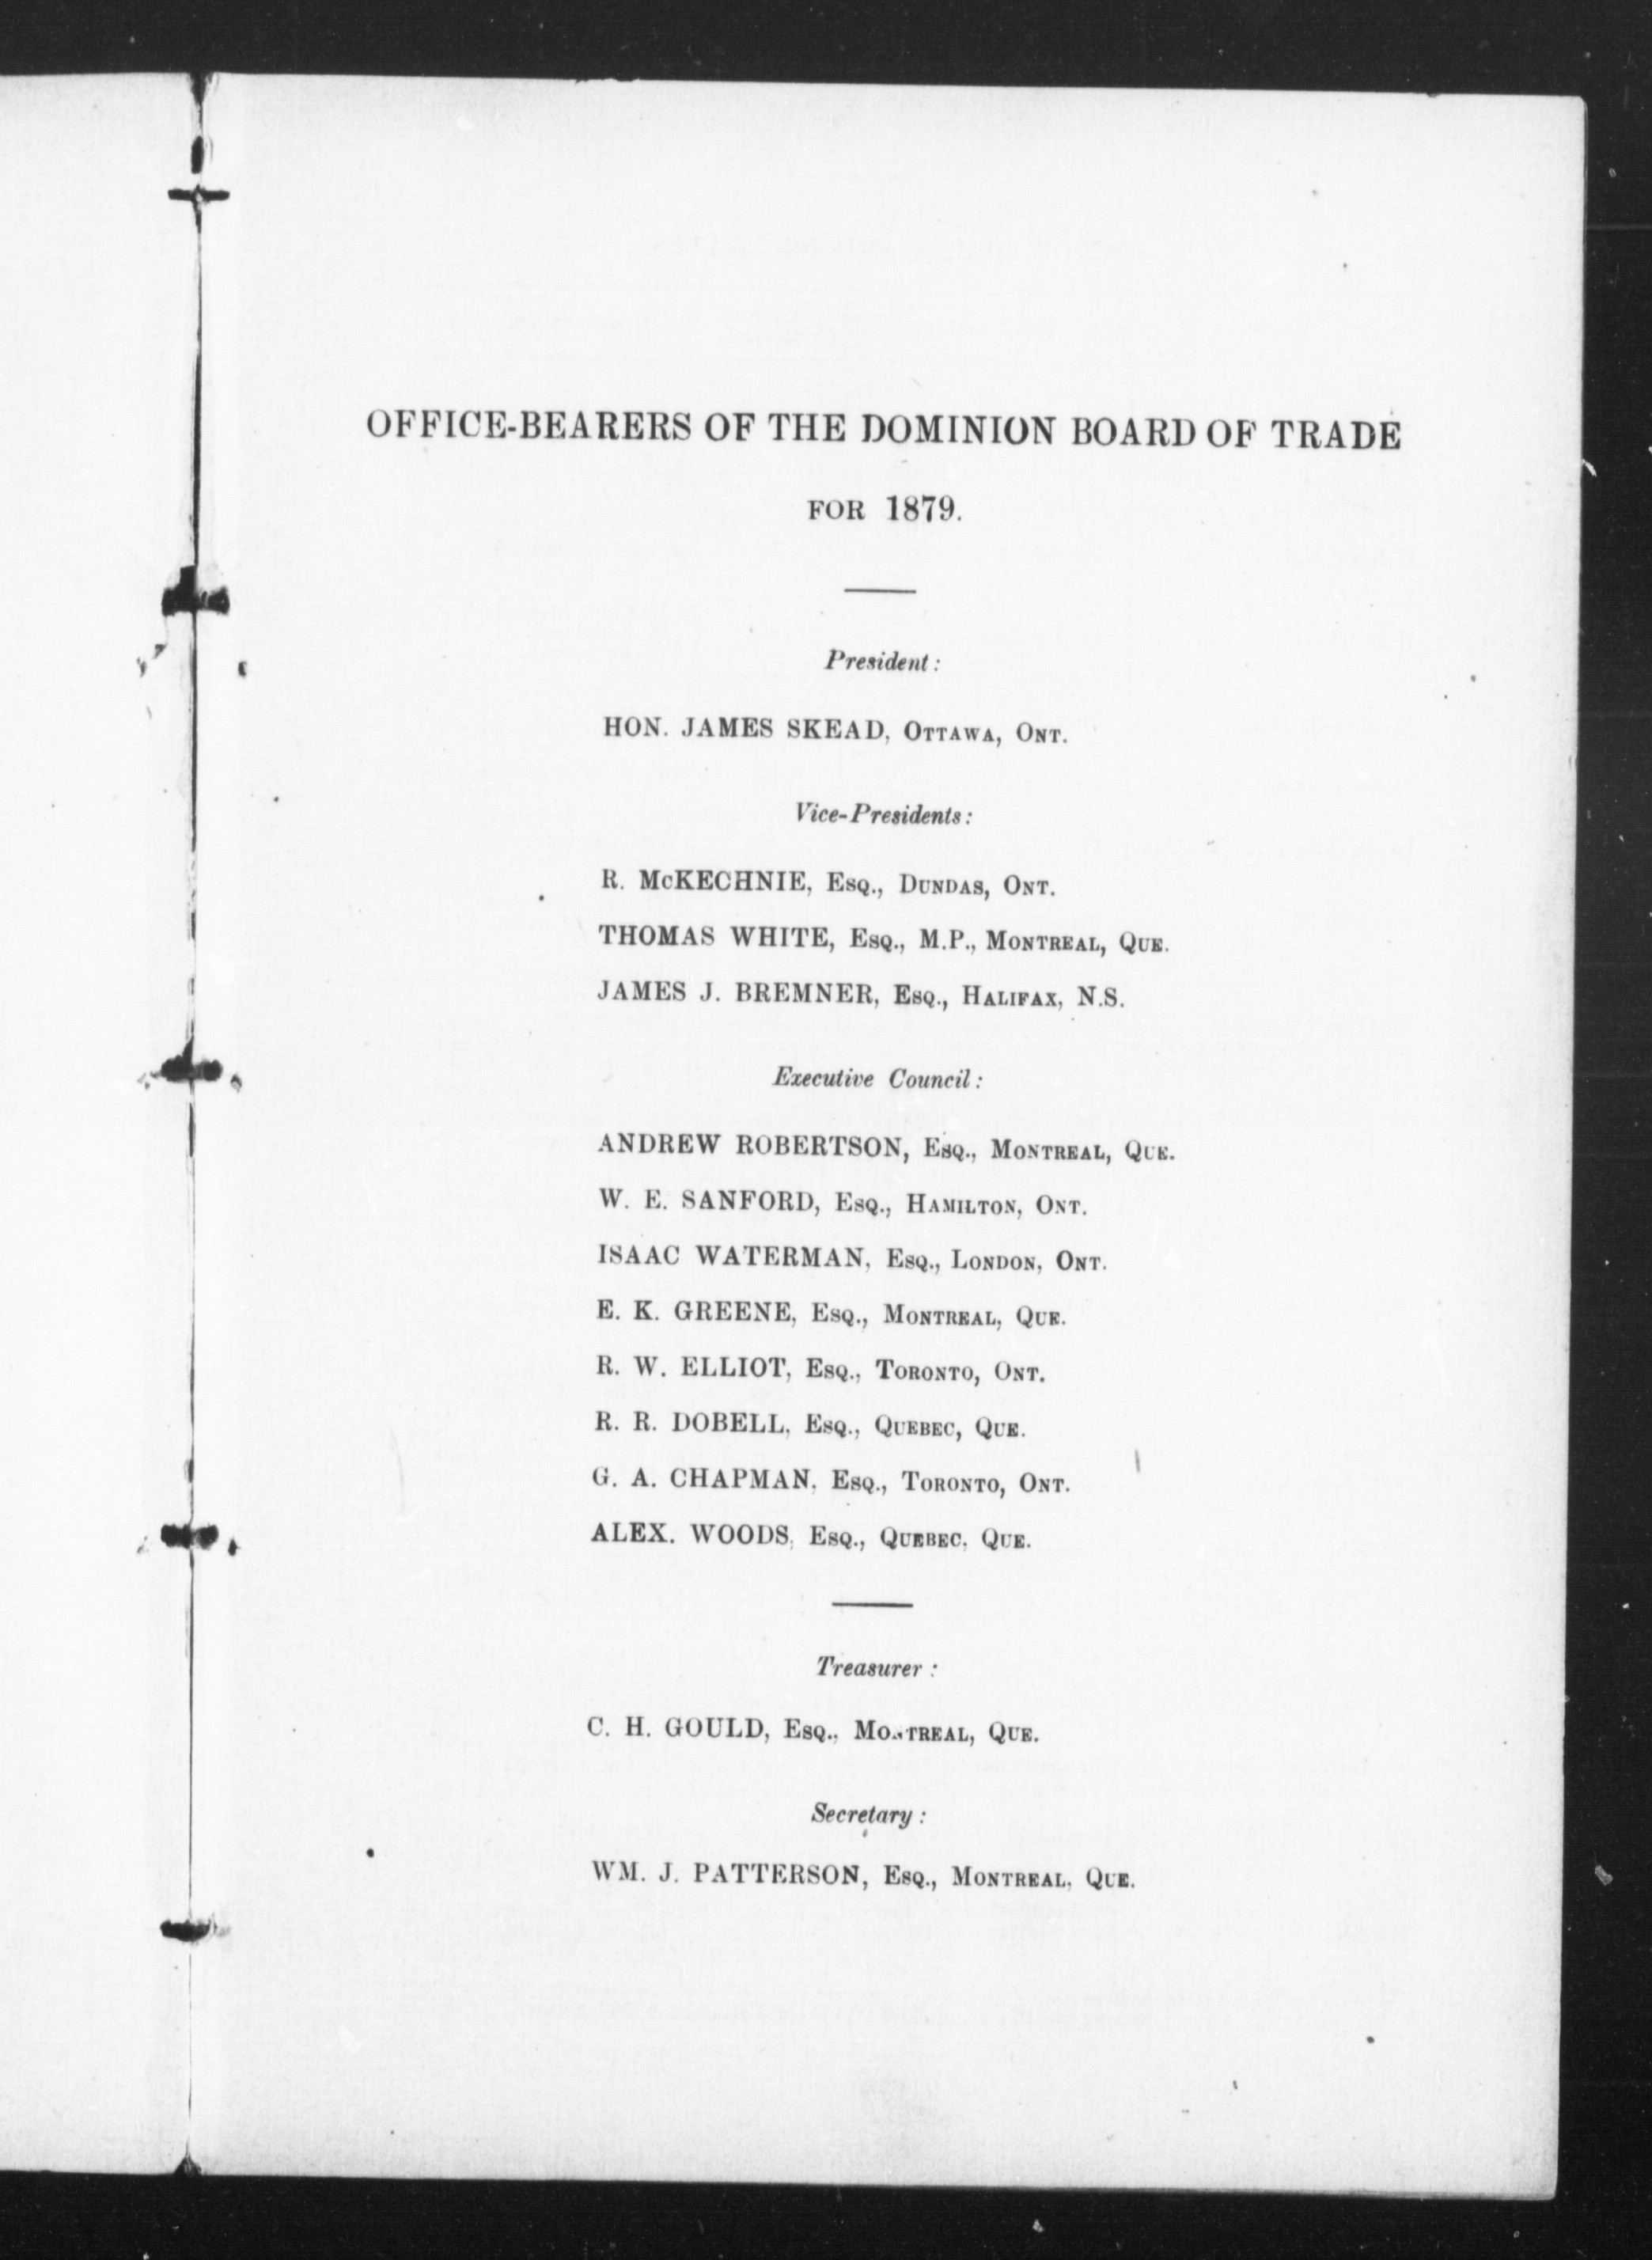 OFFICE-BEARERS OF THE DOMINION BOARD OF TRADE
FOR 1879.
President:
HON. JAMES SKEAD, OTTAWA, ONT.
Vice-Presidents:
R. McKECHNIE, ESQ., DUNDAS, ONT.
THOMAS WHITE, ESQ., M.P., MONTREAL, QUE.
JAMES J. BREMNER, ESQ., HALIFAX, N.S.
Executive Council:
ANDREW ROBERTSON, ESQ., MONTREAL, QUE.
W. E. SANFORD, ESQ., HAMILTON, ONT.
ISAAC WATERMAN, ESQ., LONDON, ONT.
E. K. GREENE, ESQ., MONTREAL, QUE.
R. W. ELLIOT, ESQ., TORONTO, ONT.
R. R. DOBELL, ESQ., QUEBEC, QUE.
G. A. CHAPMAN, ESQ., TORONTO, ONT.
ALEX. WOODS, ESQ., QUEBEC, QUE.
Treasurer:
C. H. GOULD, ESQ., MONTREAL, QUE.
Secretary:
WM. J. PATTERSON, ESQ., MONTREAL, QUE.